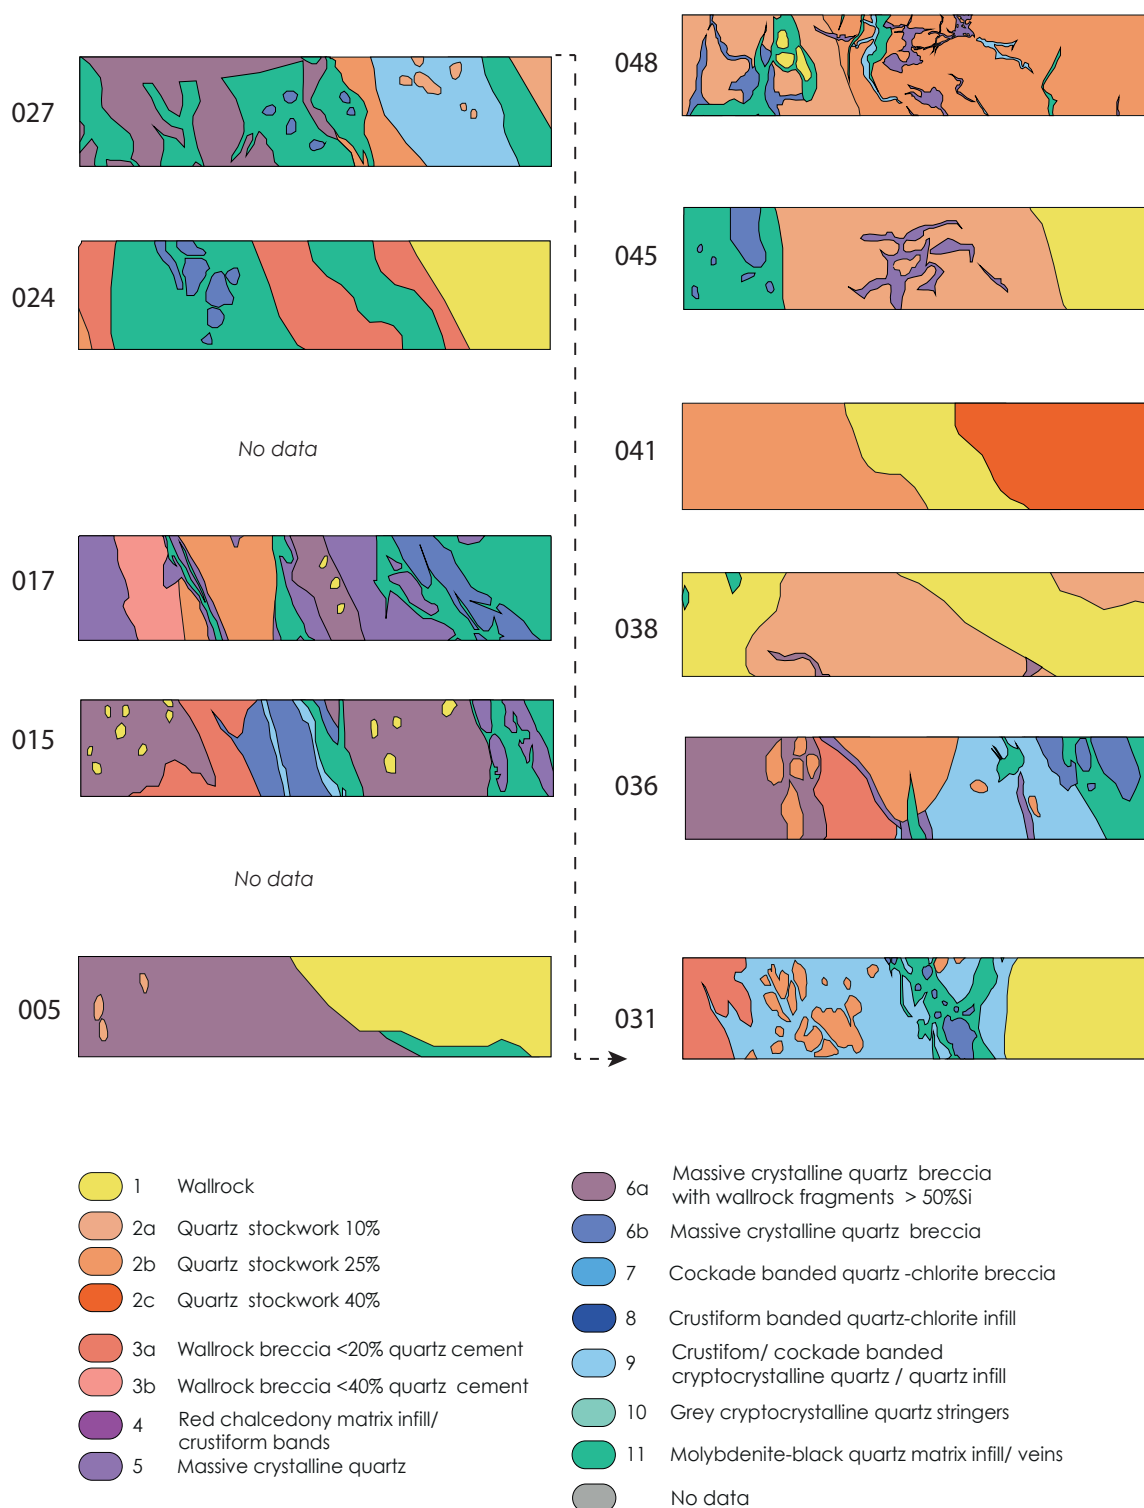 027
024
No data
017
015
No data
005
048
045
041
038
036
031
1 Wallrock
2a Quartz stockwork 10%
2b Quartz stockwork 25%
2c Quartz stockwork 40%
3a Wallrock breccia <20% quartz cement
3b Wallrock breccia <40% quartz cement
4 Red chalcedony matrix infill/
crustiform bands
5 Massive crystalline quartz
6a Massive crystalline quartz breccia
with wallrock fragments > 50%Si
6b Massive crystalline quartz breccia
7 Cockade banded quartz -chlorite breccia
8 Crustiform banded quartz-chlorite infill
9 Crustifom/ cockade banded
cryptocrystalline quartz / quartz infill
10 Grey cryptocrystalline quartz stringers
11 Molybdenite-black quartz matrix infill/ veins
No data